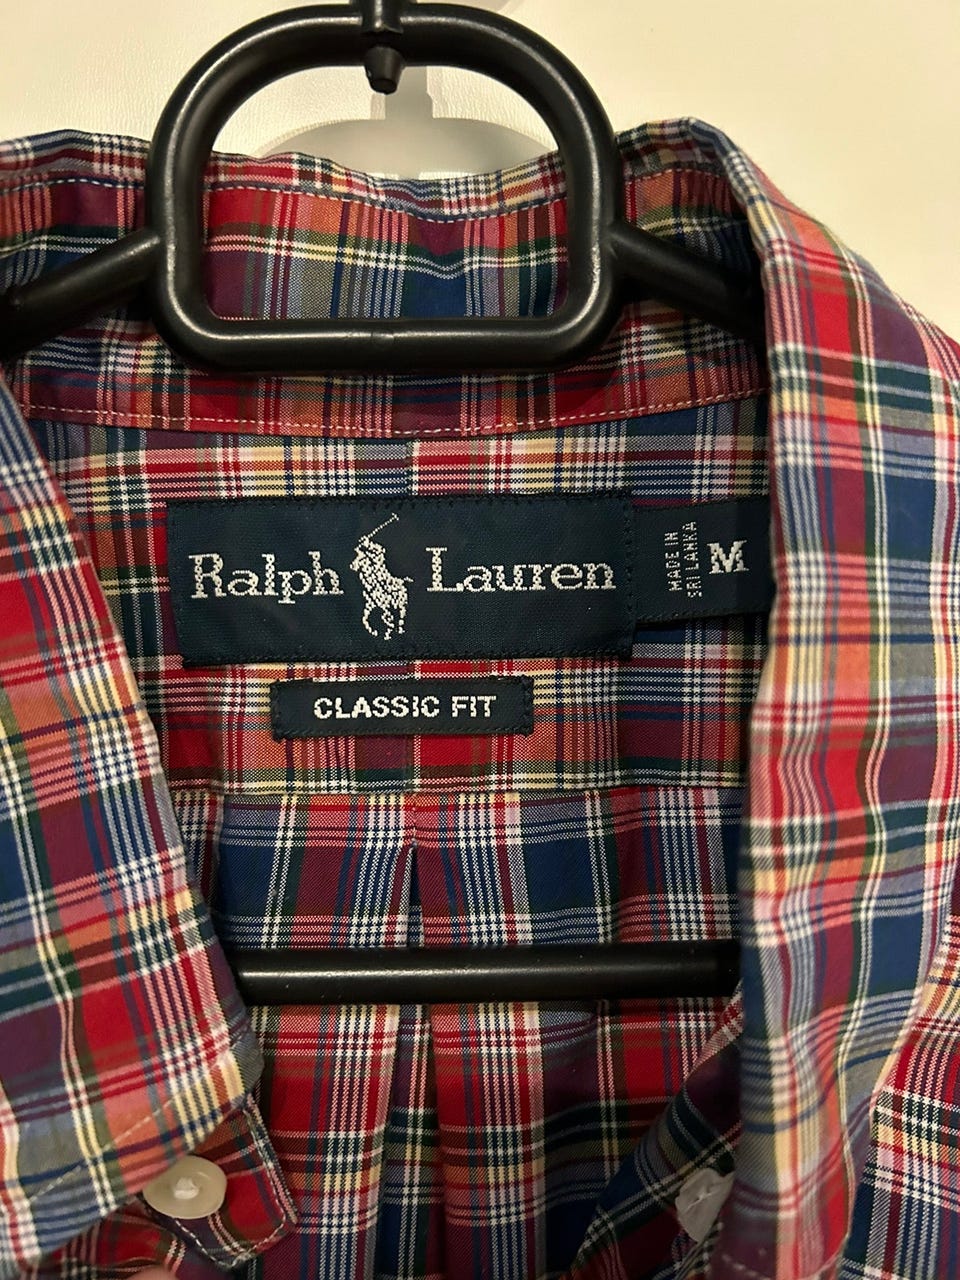 Ralph Lauren
MADE IN
SRI LANKA
M
CLASSIC FIT